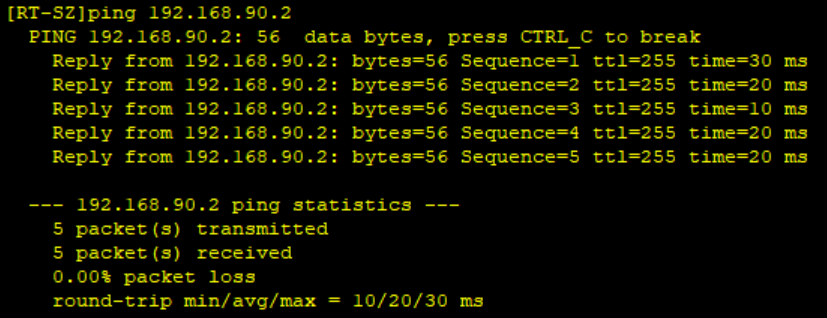 [RT-SZ]ping 192.168.90.2
PING 192.168.90.2: 56  data bytes, press CTRL_C to break
Reply from 192.168.90.2: bytes=56 Sequence=1 ttl=255 time=30 ms
Reply from 192.168.90.2: bytes=56 Sequence=2 ttl=255 time=20 ms
Reply from 192.168.90.2: bytes=56 Sequence=3 ttl=255 time=10 ms
Reply from 192.168.90.2: bytes=56 Sequence=4 ttl=255 time=20 ms
Reply from 192.168.90.2: bytes=56 Sequence=5 ttl=255 time=20 ms
--- 192.168.90.2 ping statistics ---
5 packet(s) transmitted
5 packet(s) received
0.00% packet loss
round-trip min/avg/max = 10/20/30 ms